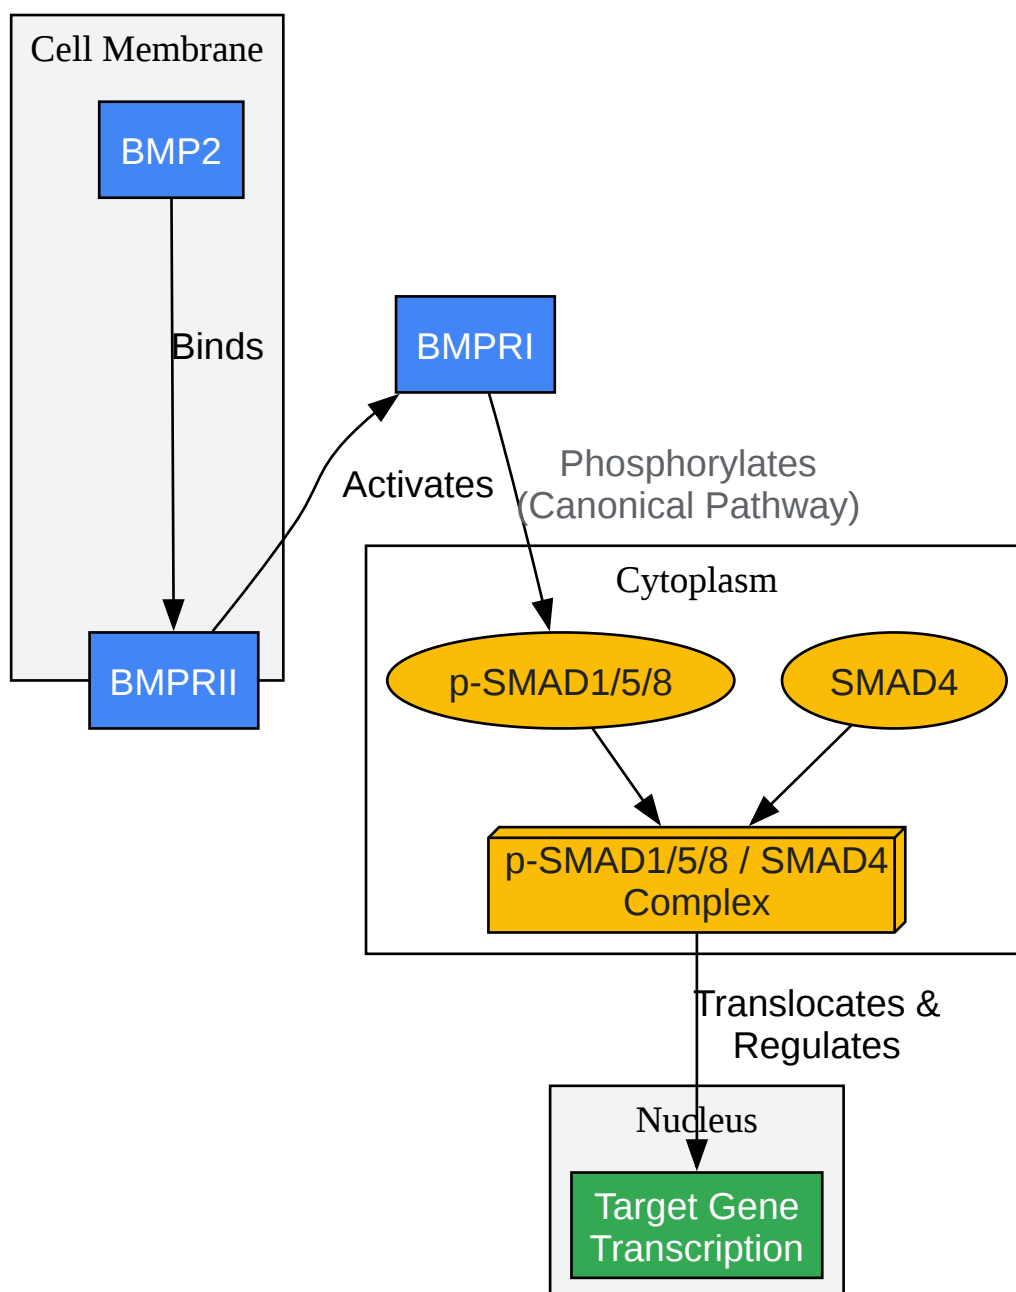 Cell Membrane
BMP2
Binds
BMPRI
Activates
Phosphorylates
(Canonical Pathway)
Cytoplasm
BMPRII
p-SMAD1/5/8
SMAD4
p-SMAD1/5/8 / SMAD4
Complex
Translocates &
Regulates
Nucleus
Target Gene
Transcription